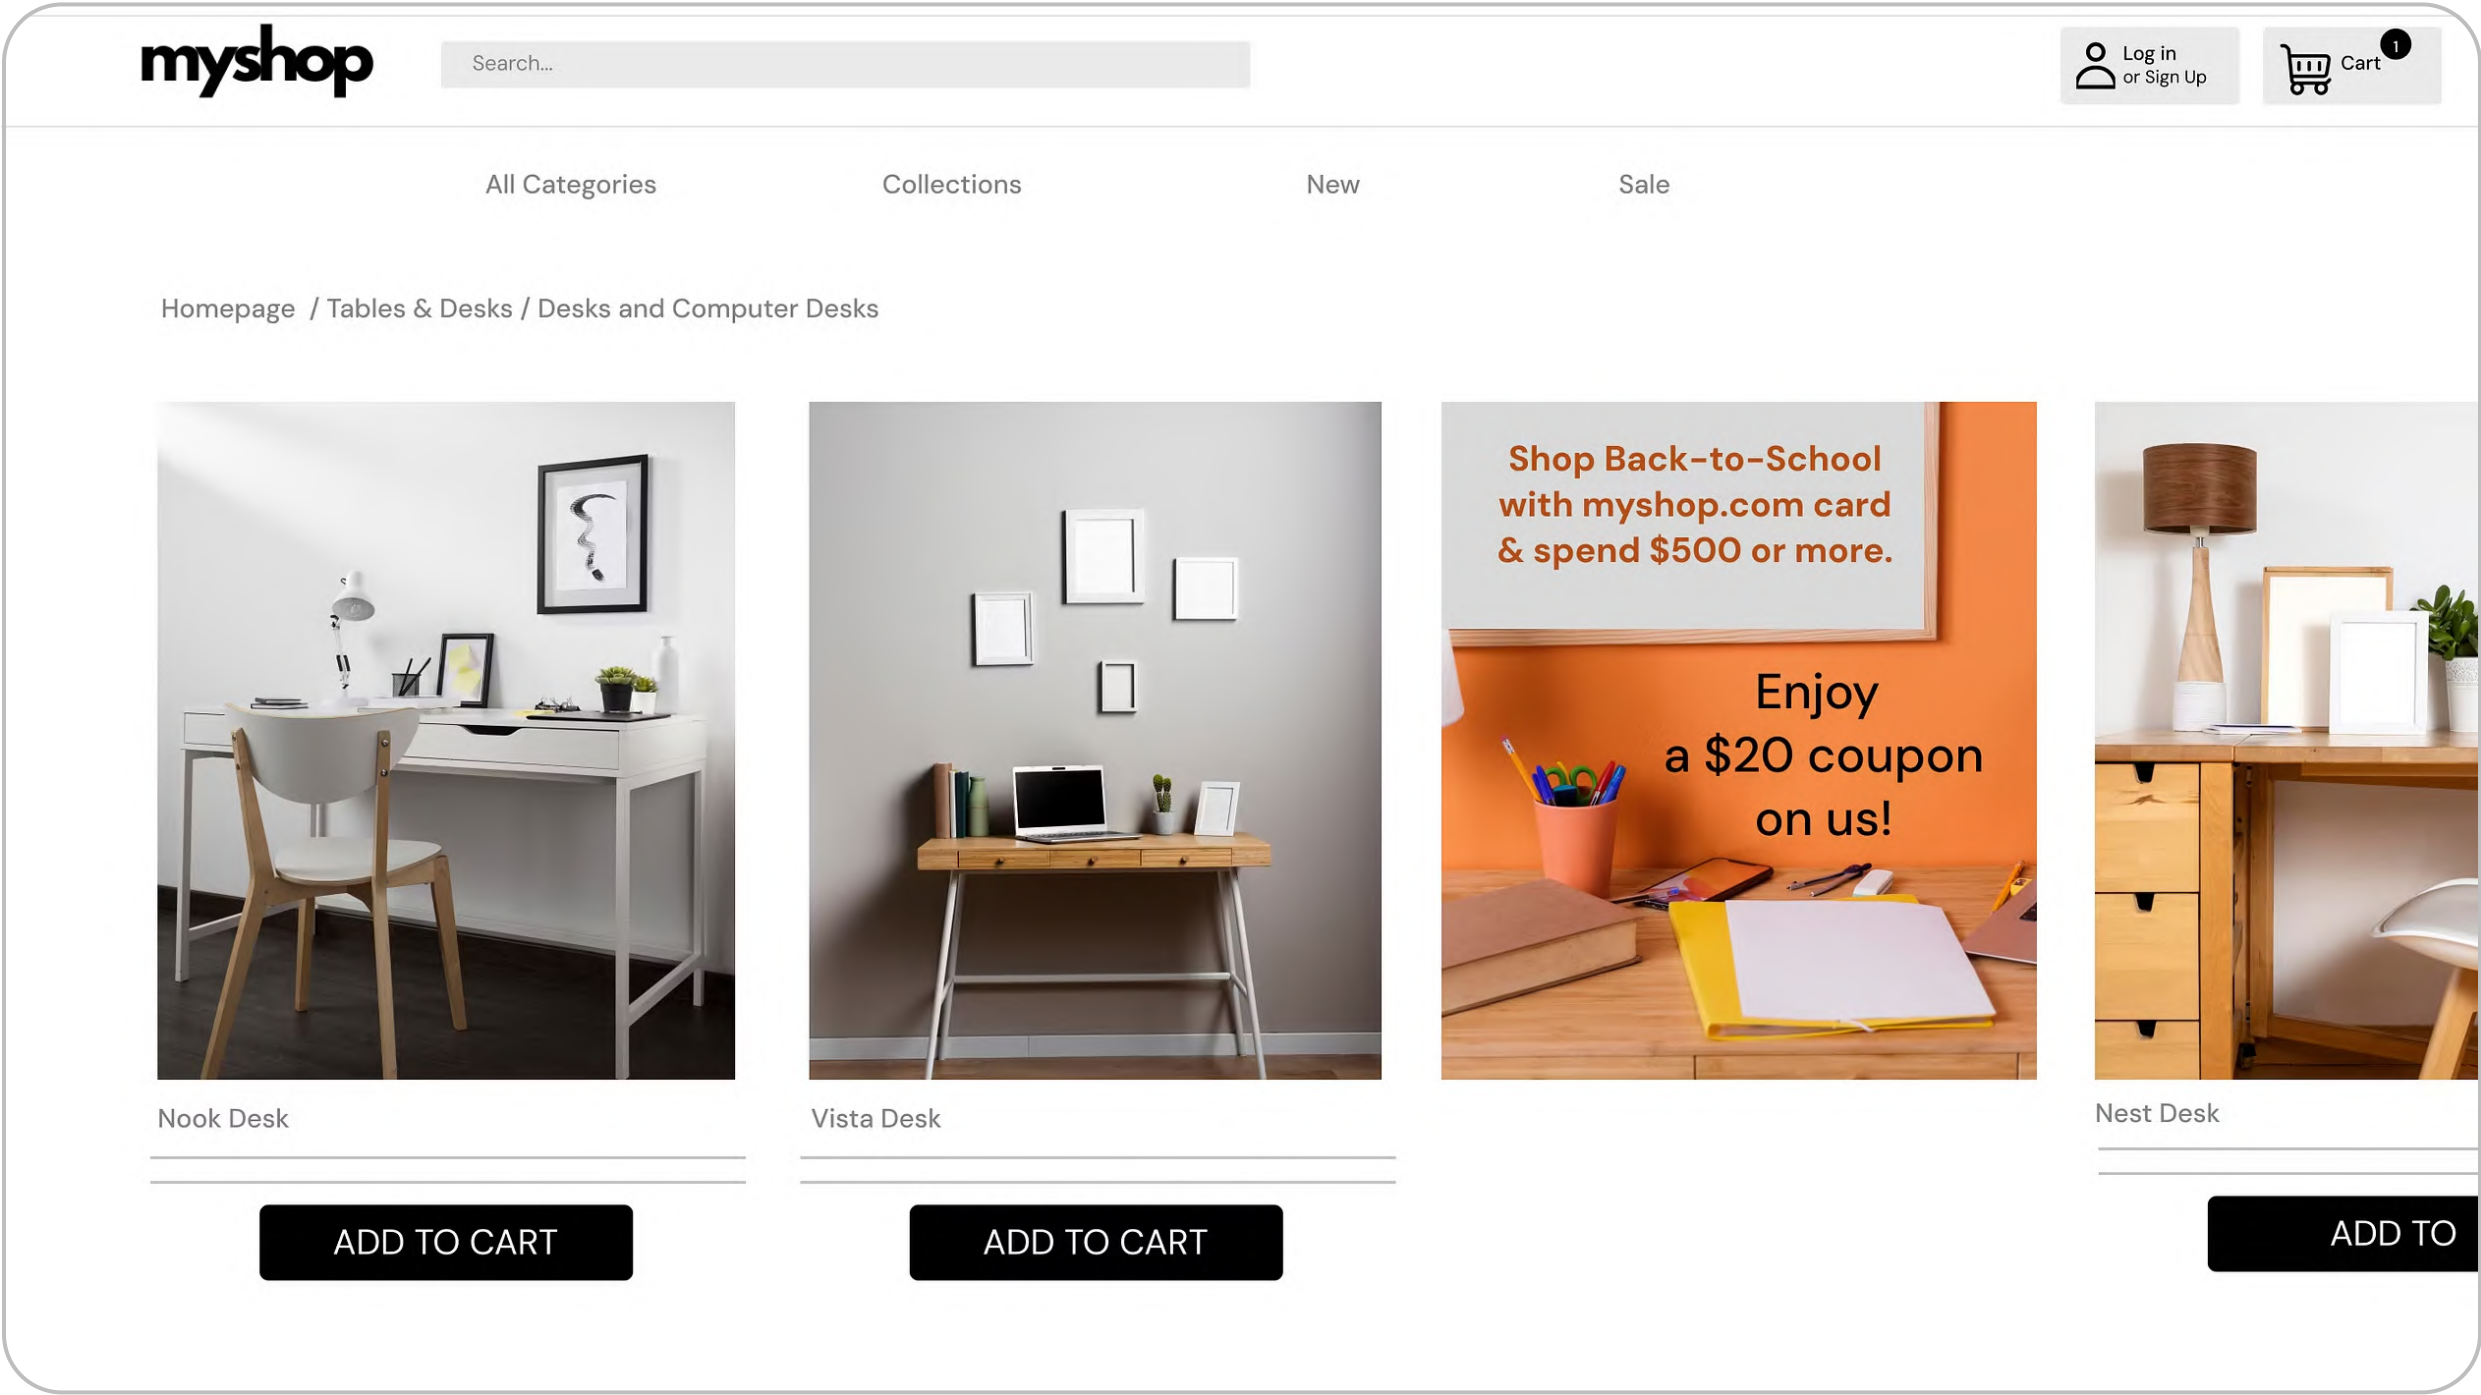 myshop
Search...
Log in
or Sign Up
Cart
1
All Categories
Collections
New
Sale
Homepage / Tables & Desks / Desks and Computer Desks
Shop Back-to-School
with myshop.com card
& spend $500 or more.
Enjoy
a $20 coupon
on us!
Nook Desk
Vista Desk
Nest Desk
ADD TO CART
ADD TO CART
ADD TO